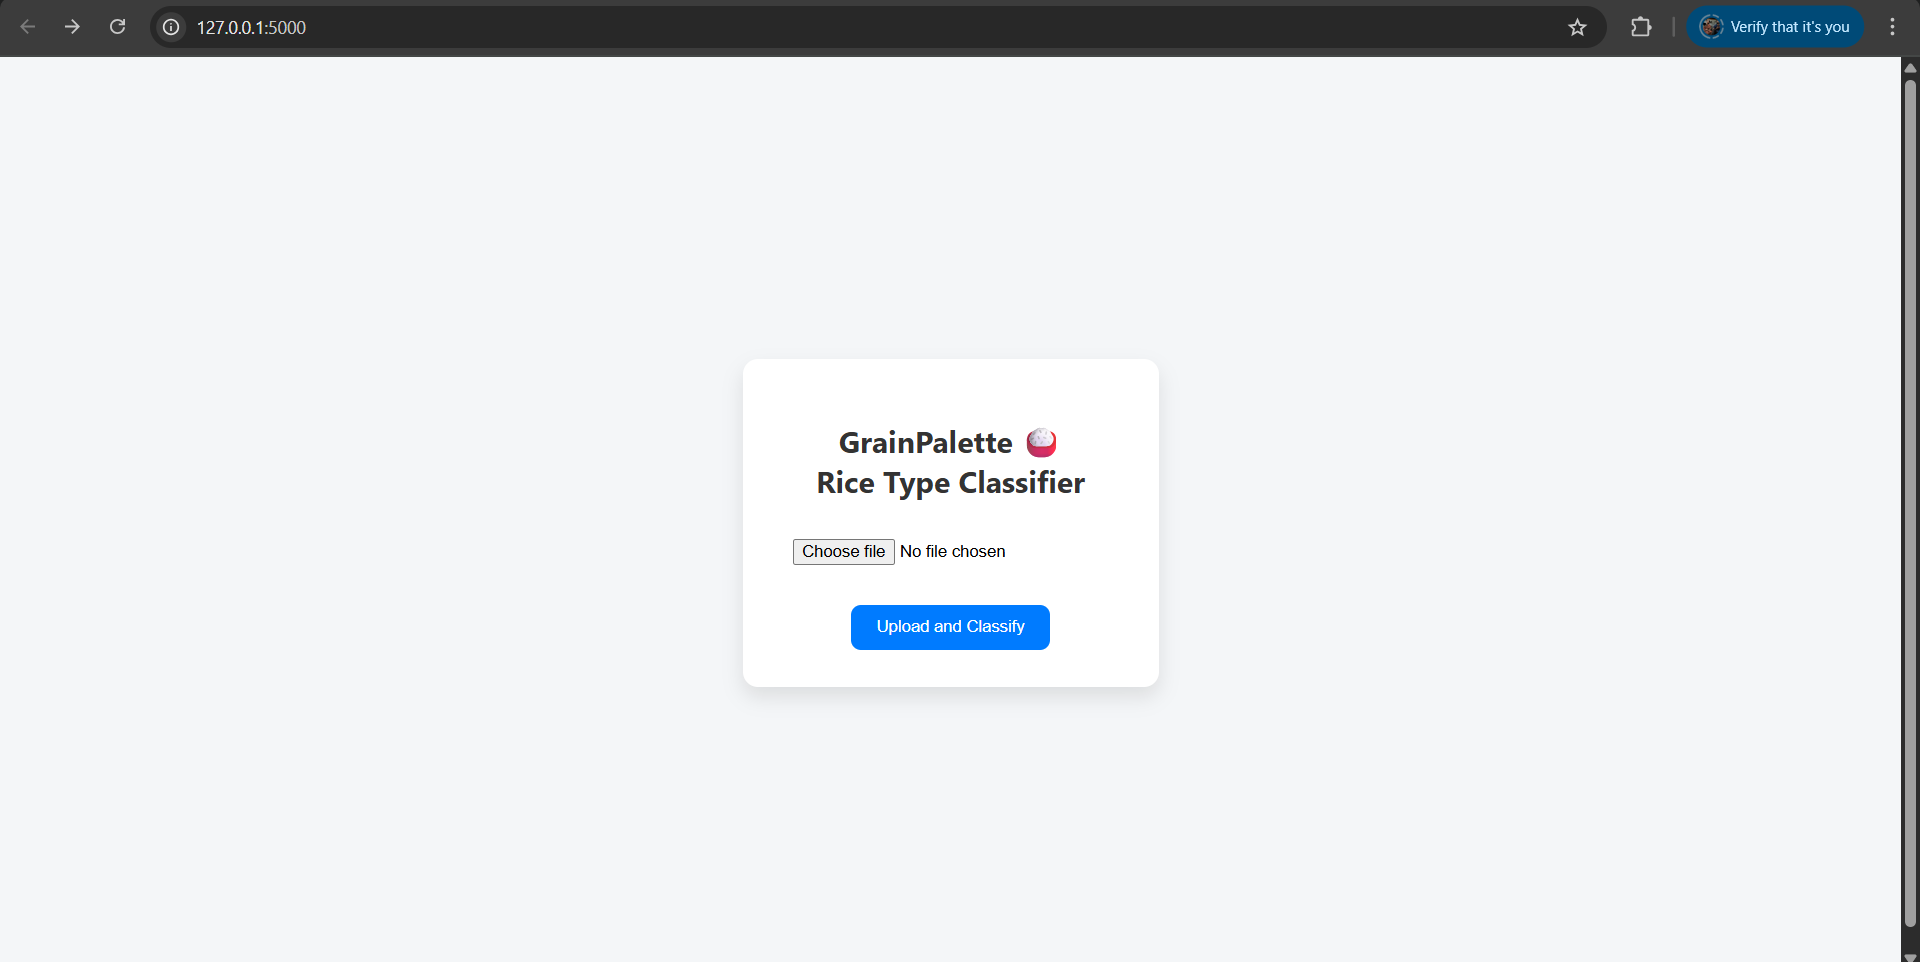 127.0.0.1:5000
Verify that it's you
GrainPalette 🍚
Rice Type Classifier
Choose file No file chosen
Upload and Classify